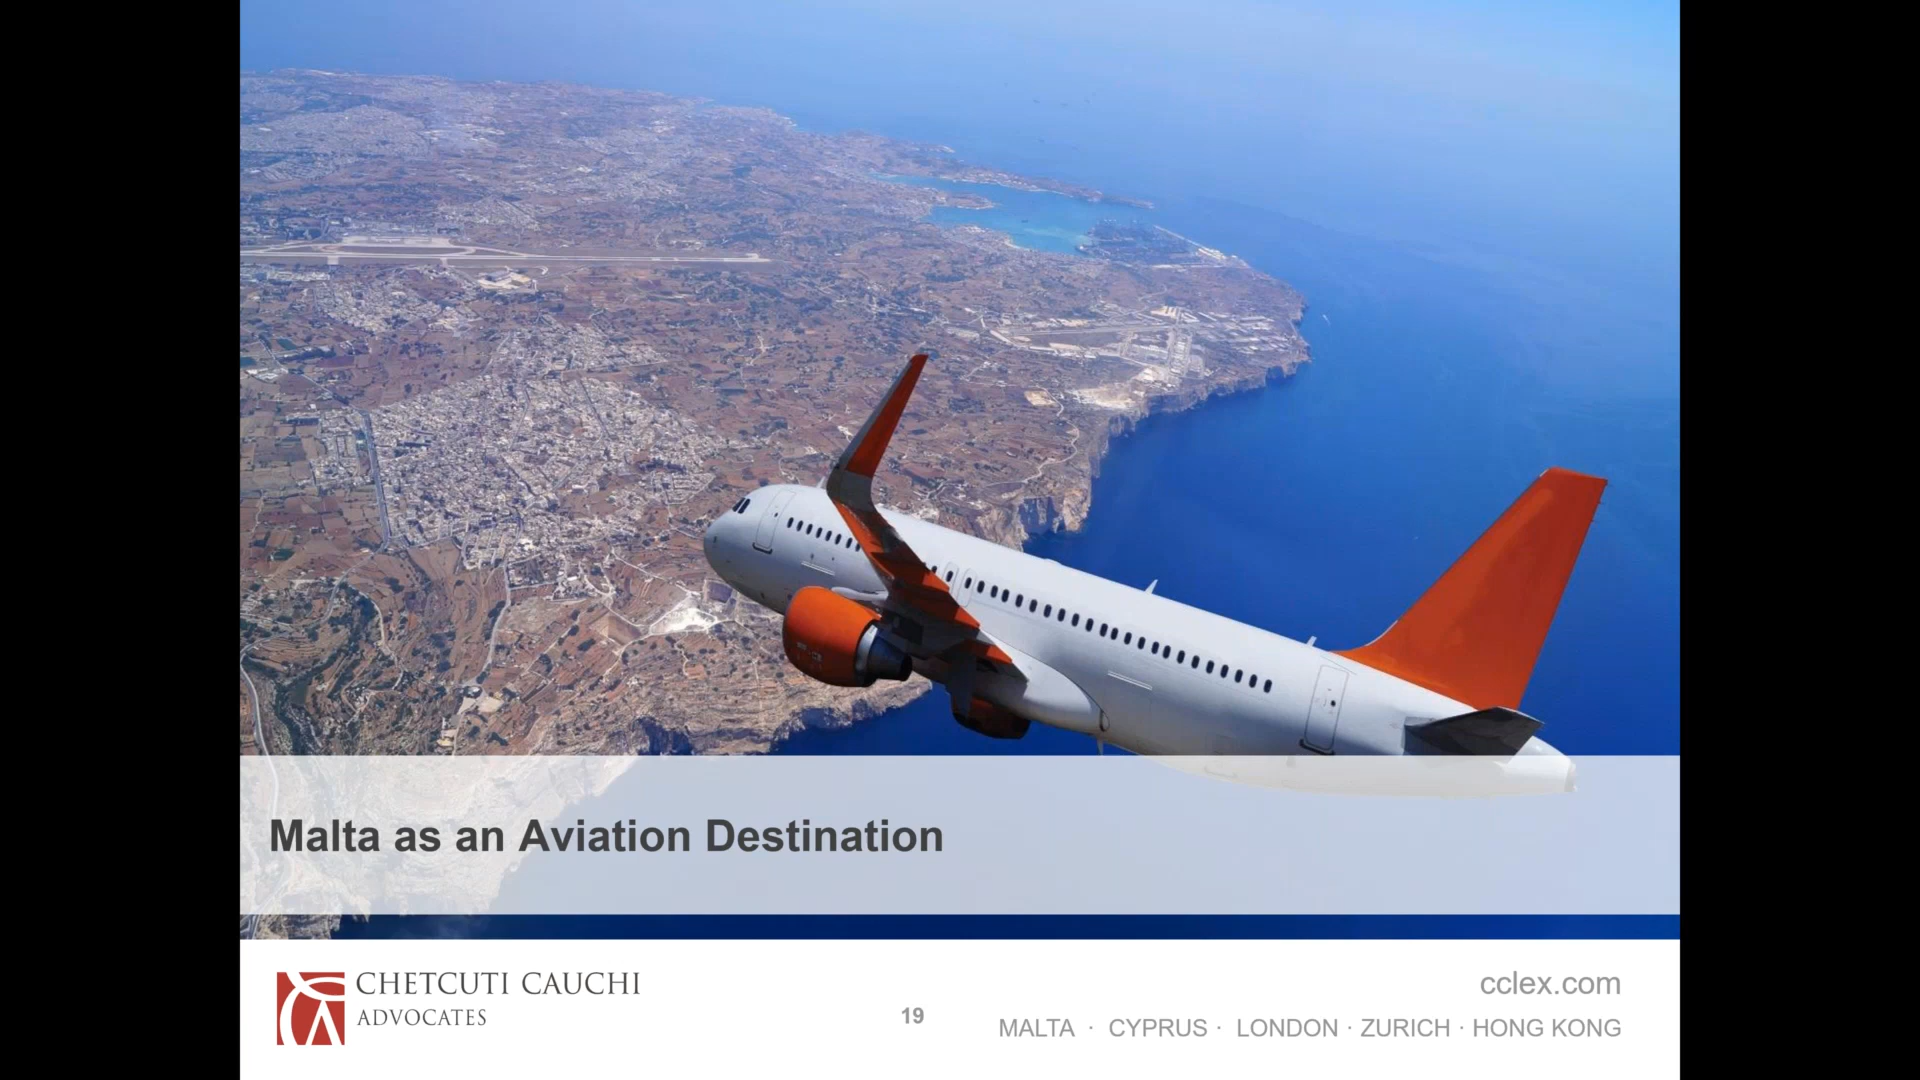 Malta as an Aviation Destination
CHETCUTI CAUCHI
ADVOCATES
19
cclex.com
MALTA · CYPRUS · LONDON · ZURICH · HONG KONG